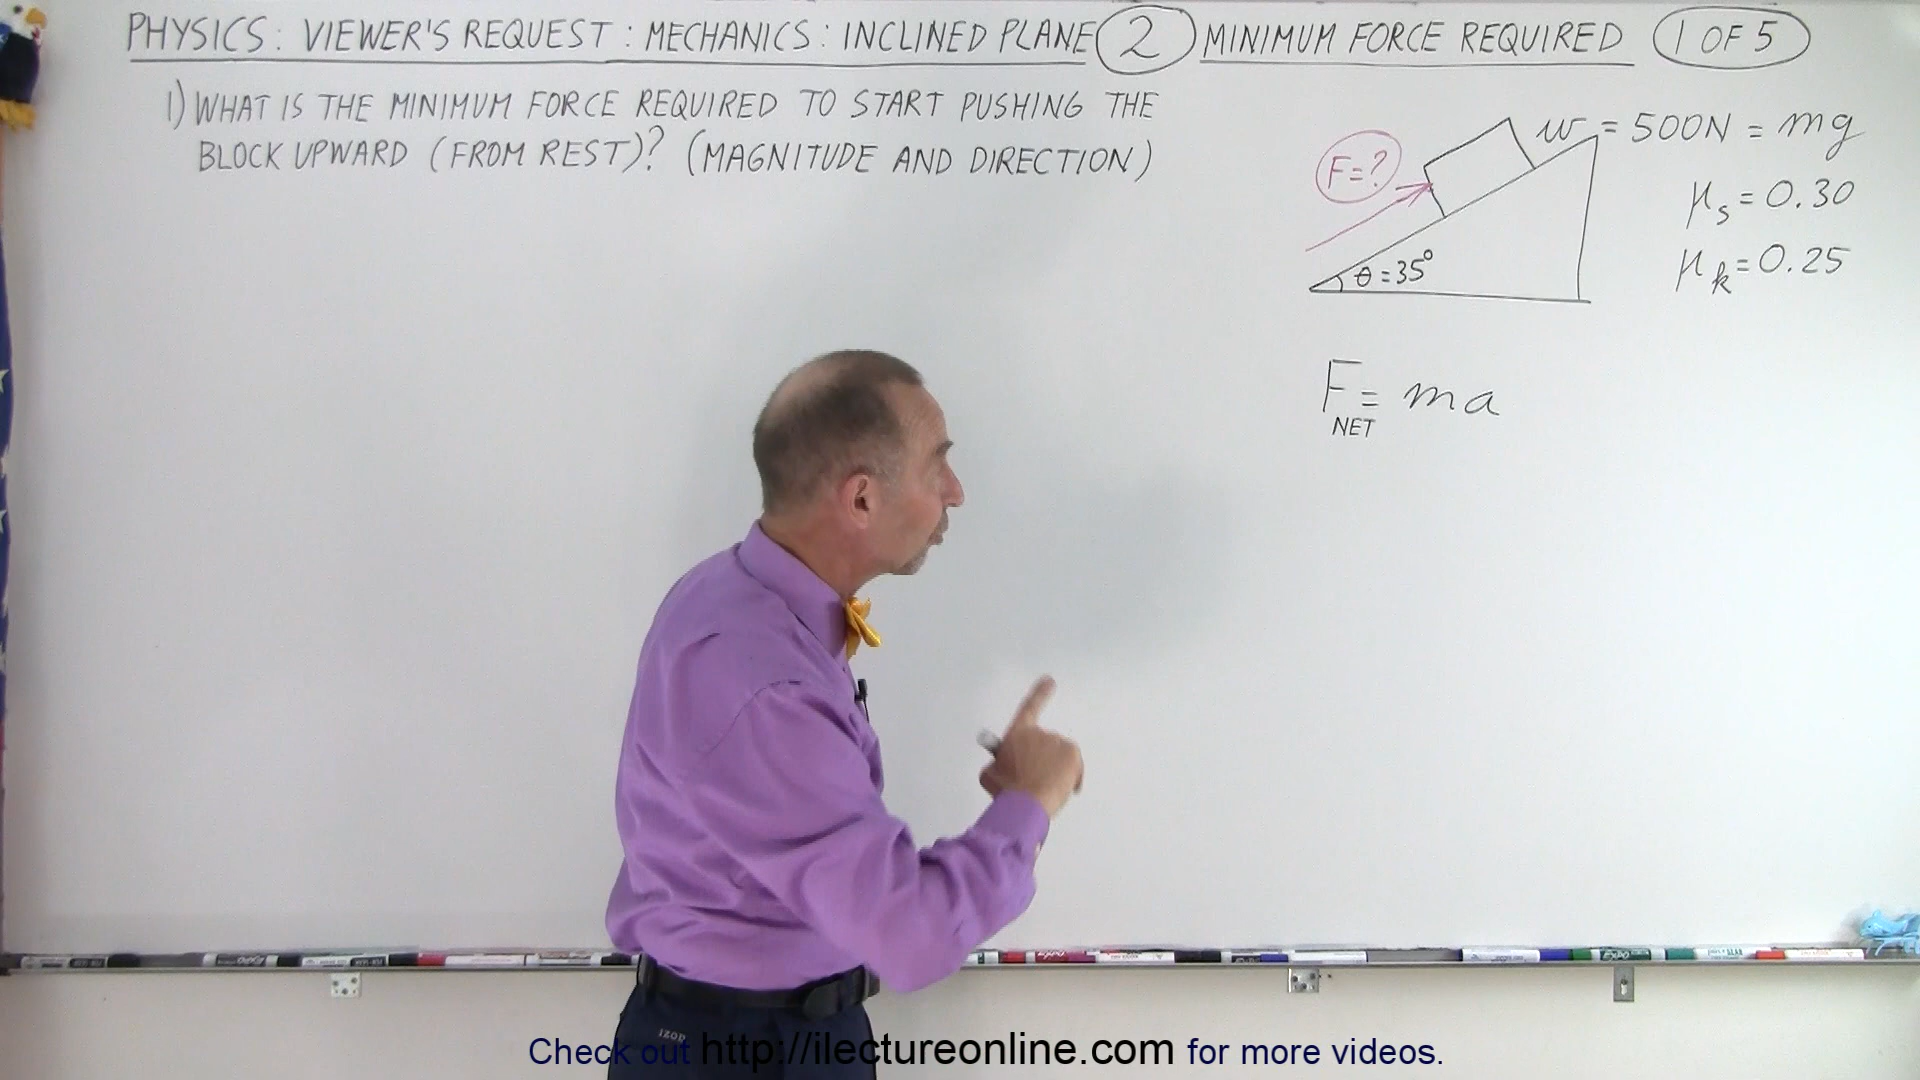 PHYSICS: VIEWER'S REQUEST: MECHANICS: INCLINED PLANE 2 MINIMUM FORCE REQUIRED 1 OF 5
1) WHAT IS THE MINIMUM FORCE REQUIRED TO START PUSHING THE
BLOCK UPWARD (FROM REST)? (MAGNITUDE AND DIRECTION)
w = 500N = mg
F=?
μs = 0.30
μk = 0.25
θ = 35°
F NET = ma
IZOD
Check out http://ilectureonline.com for more videos.